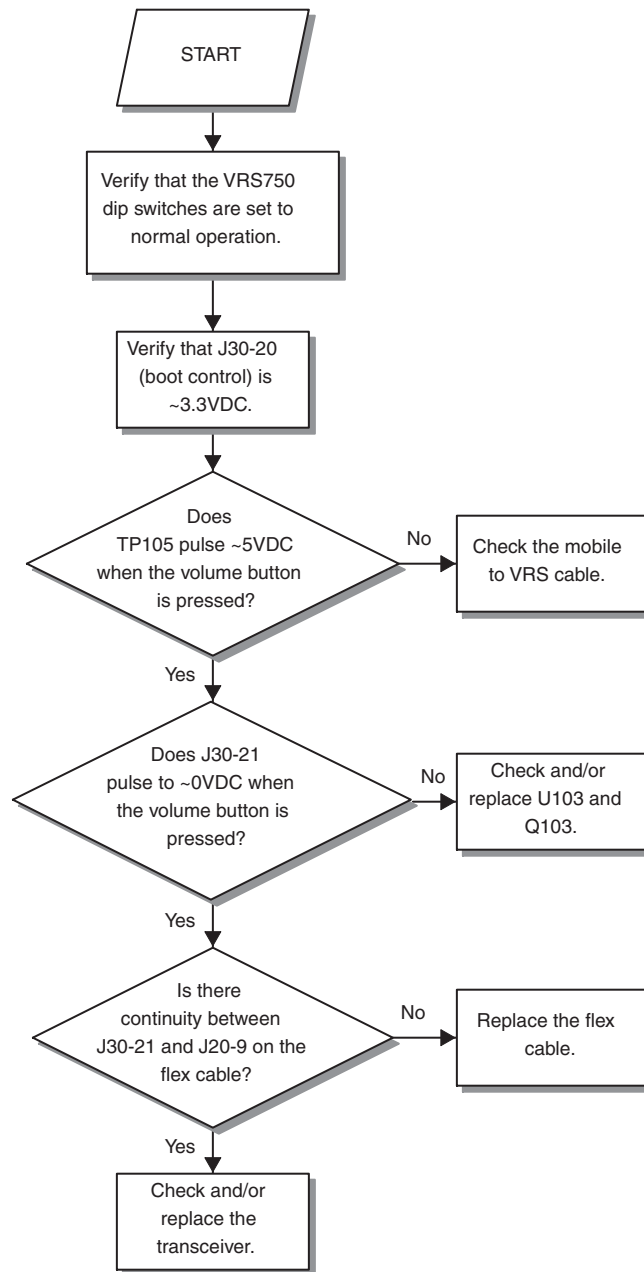 START
Verify that the VRS750
dip switches are set to
normal operation.
Verify that J30-20
(boot control) is
~3.3VDC.
Does
TP105 pulse ~5VDC
when the volume button
is pressed?
No
Check the mobile
to VRS cable.
Yes
Does J30-21
pulse to ~0VDC when
the volume button is
pressed?
No
Check and/or
replace U103 and
Q103.
Yes
Is there
continuity between
J30-21 and J20-9 on the
flex cable?
No
Replace the flex
cable.
Yes
Check and/or
replace the
transceiver.